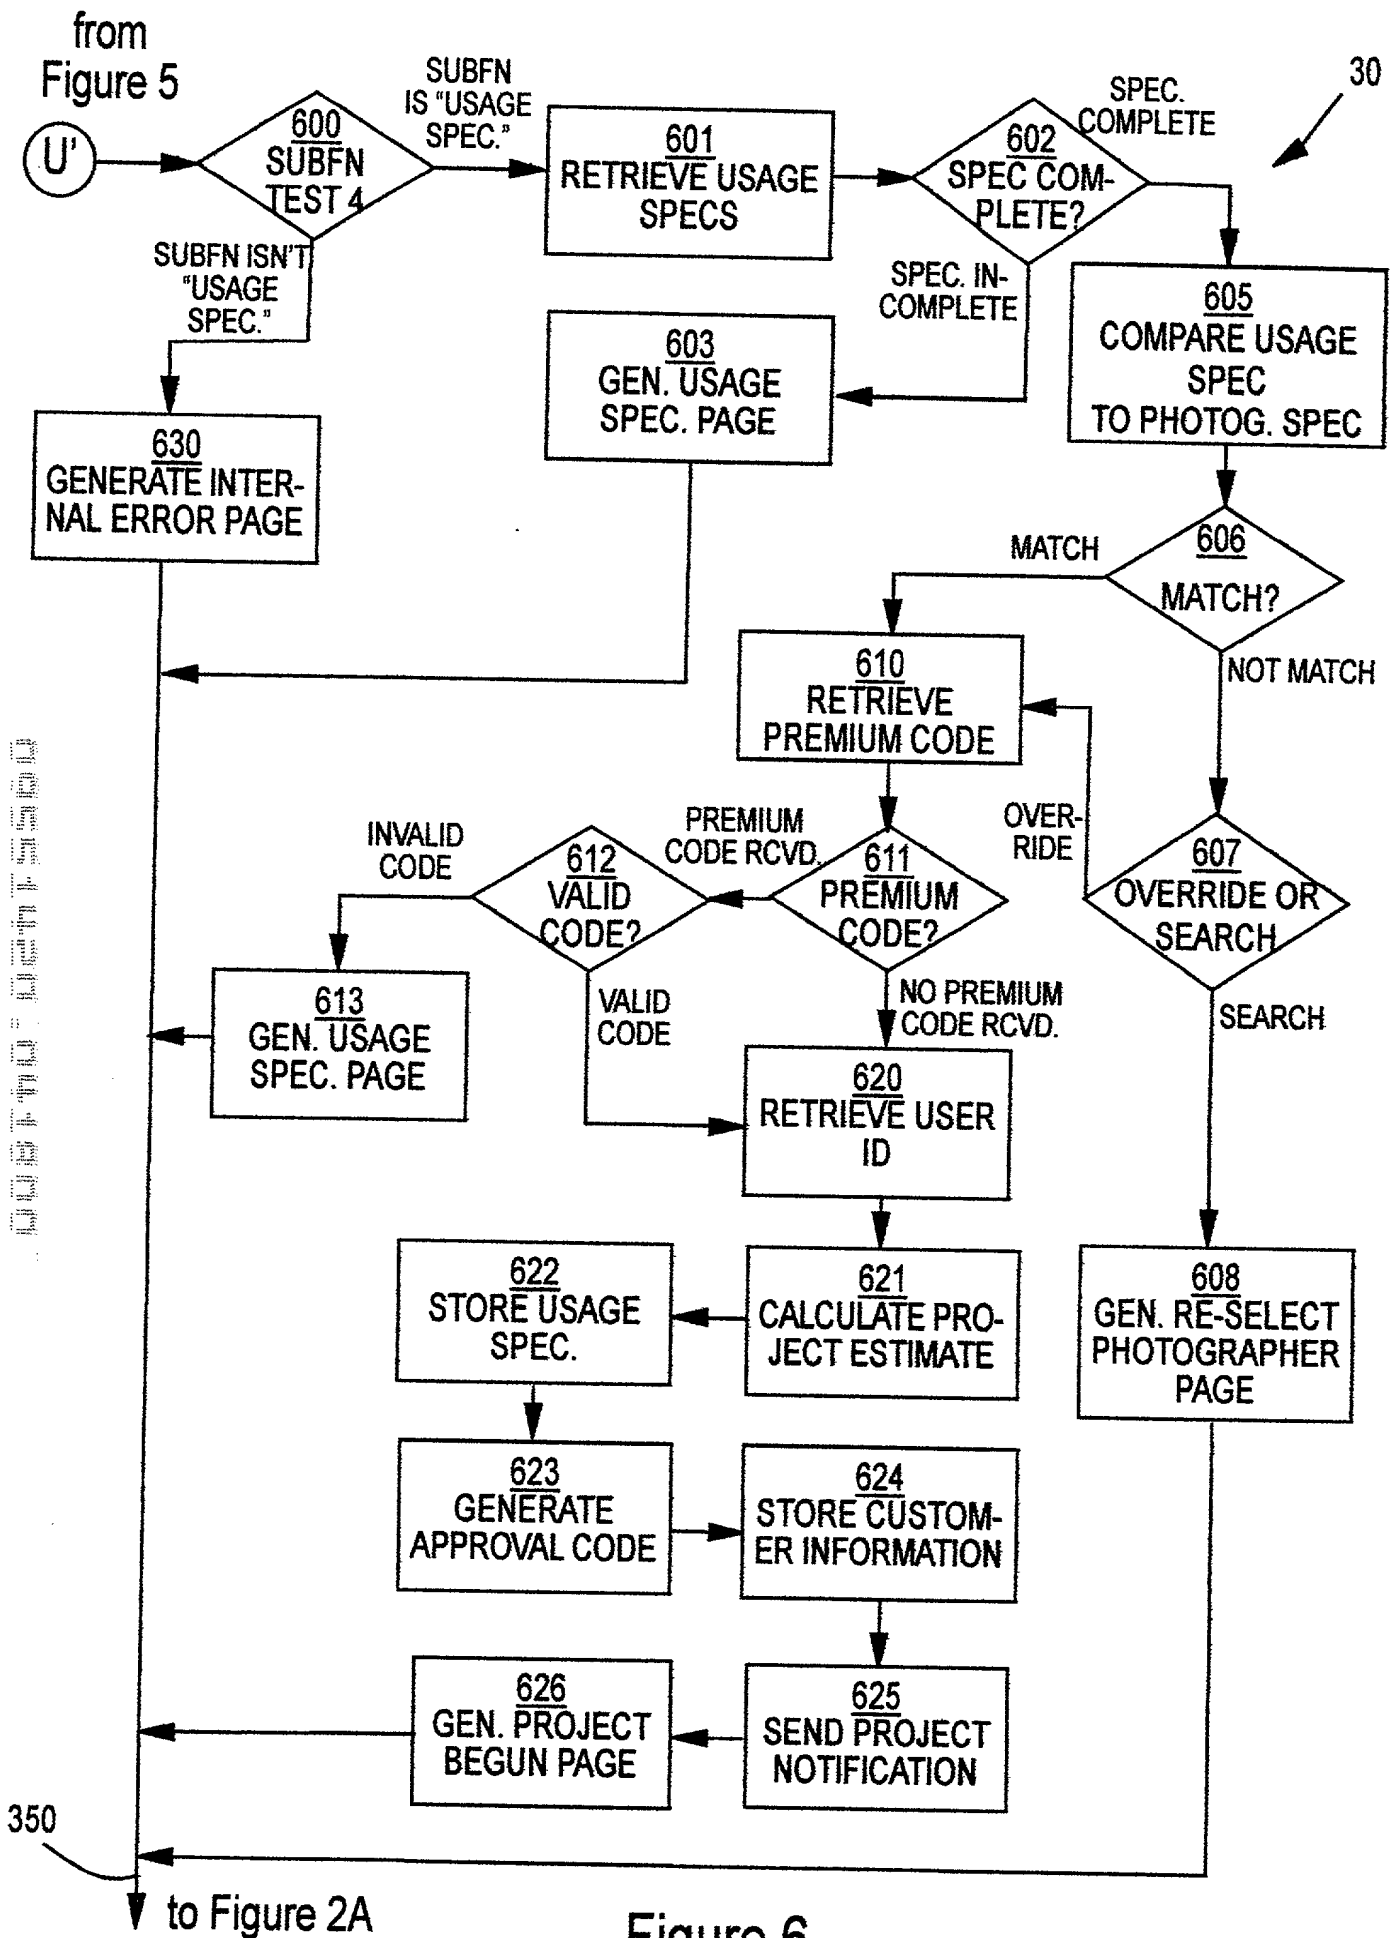 from
Figure 5
U'
600
SUBFN
TEST 4
SUBFN
IS "USAGE
SPEC."
601
RETRIEVE USAGE
SPECS
602
SPEC COM-
PLETE?
SPEC.
COMPLETE
30
SUBFN ISN'T
"USAGE
SPEC."
SPEC. IN-
COMPLETE
603
GEN. USAGE
SPEC. PAGE
605
COMPARE USAGE
SPEC
TO PHOTOG. SPEC
630
GENERATE INTER-
NAL ERROR PAGE
606
MATCH?
MATCH
NOT MATCH
610
RETRIEVE
PREMIUM CODE
OVER-
RIDE
607
OVERRIDE OR
SEARCH
SEARCH
611
PREMIUM
CODE?
PREMIUM
CODE RCVD.
612
VALID
CODE?
INVALID
CODE
613
GEN. USAGE
SPEC. PAGE
VALID
CODE
NO PREMIUM
CODE RCVD.
620
RETRIEVE USER
ID
621
CALCULATE PRO-
JECT ESTIMATE
622
STORE USAGE
SPEC.
608
GEN. RE-SELECT
PHOTOGRAPHER
PAGE
623
GENERATE
APPROVAL CODE
624
STORE CUSTOM-
ER INFORMATION
625
SEND PROJECT
NOTIFICATION
626
GEN. PROJECT
BEGUN PAGE
350
to Figure 2A
Figure 6